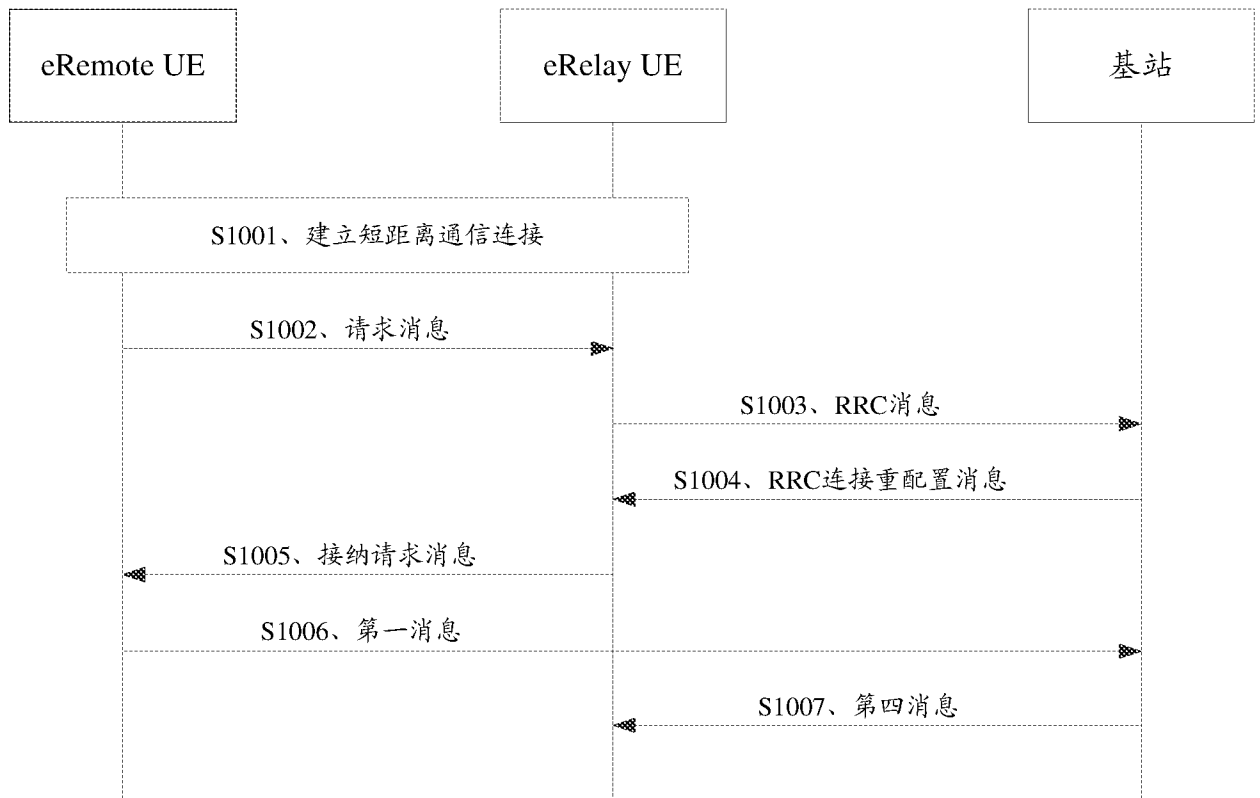 eRemote UE
eRelay UE
基站
S1001、建立短距离通信连接
S1002、请求消息
S1003、RRC消息
S1004、RRC连接重配置消息
S1005、接纳请求消息
S1006、第一消息
S1007、第四消息